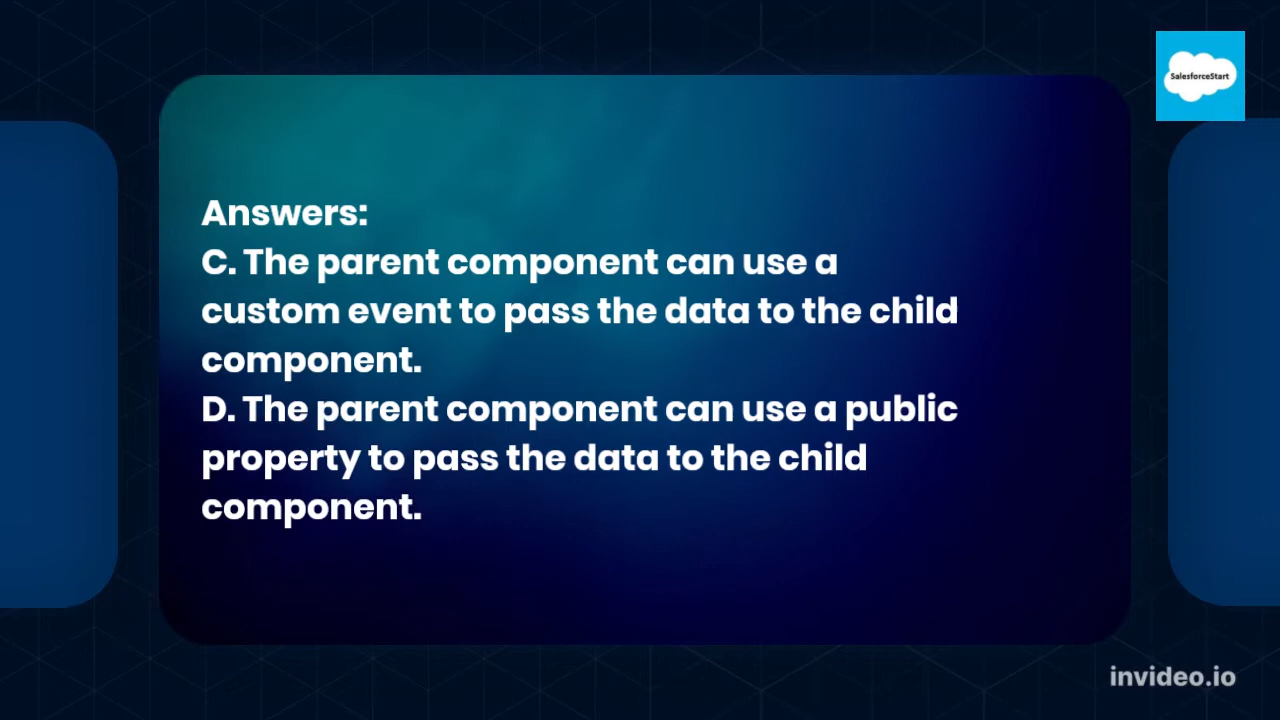 SalesforceStart
Answers:
C. The parent component can use a
custom event to pass the data to the child
component.
D. The parent component can use a public
property to pass the data to the child
component.
invideo.io